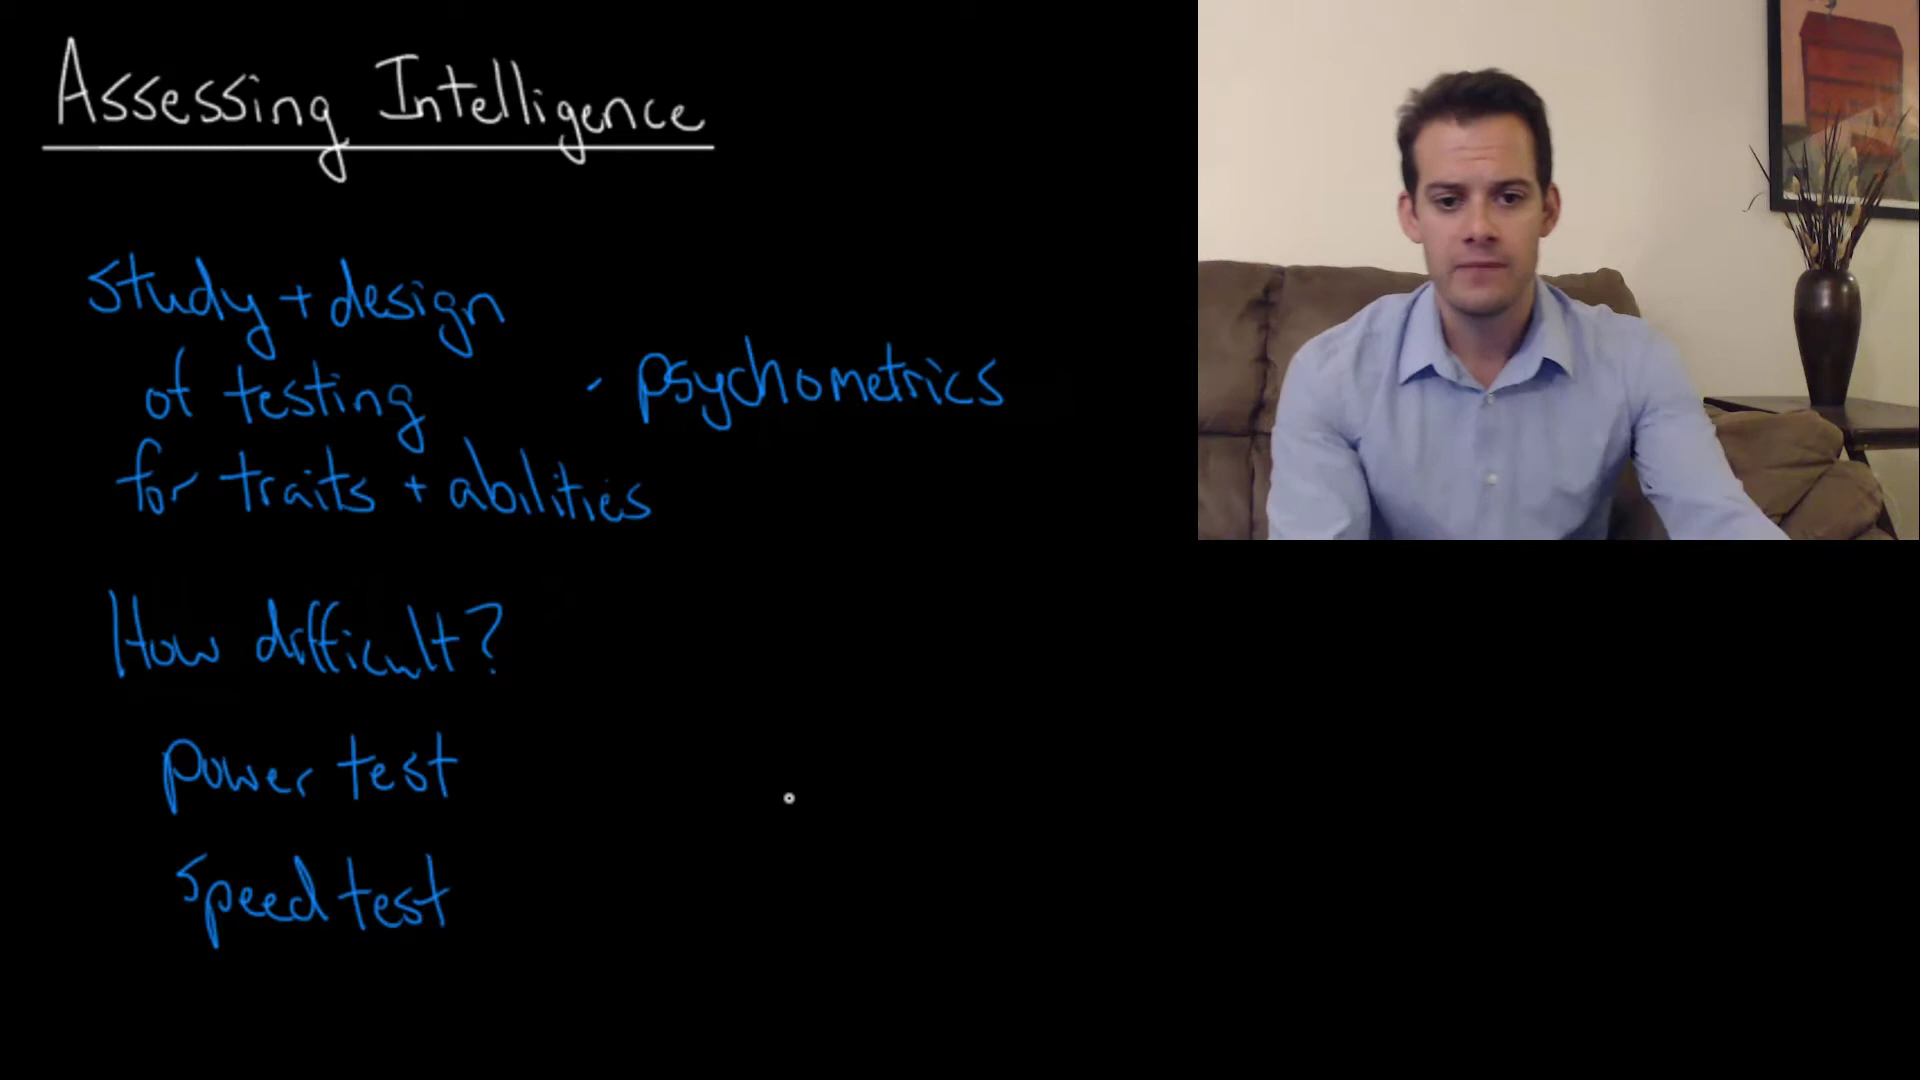 Assessing Intelligence
study + design
of testing
for traits + abilities
· psychometrics
How difficult?
power test
speed test